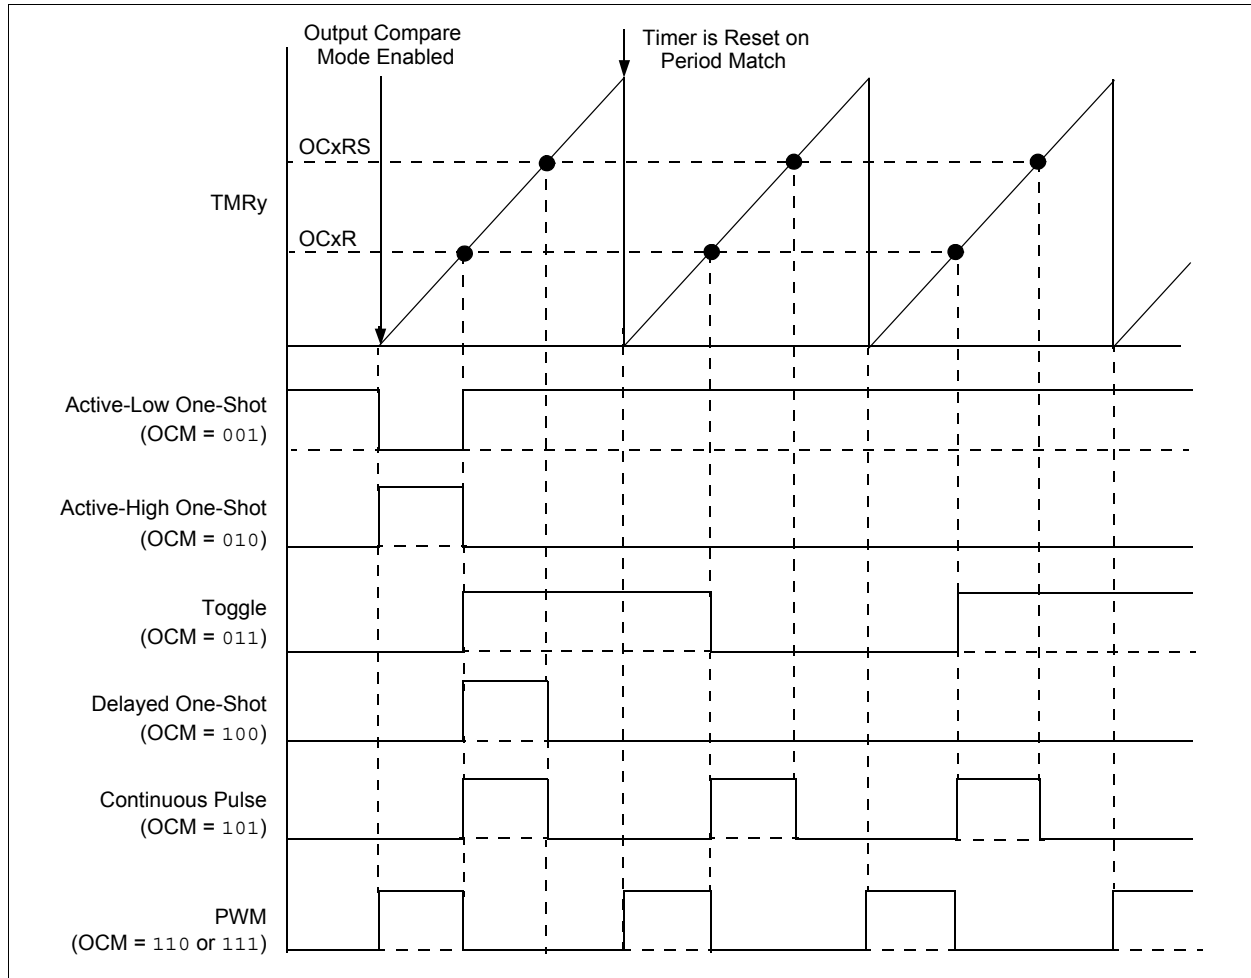 Output Compare
Mode Enabled
Timer is Reset on
Period Match
OCxRS
TMRy
OCxR
Active-Low One-Shot
(OCM = 001)
Active-High One-Shot
(OCM = 010)
Toggle
(OCM = 011)
Delayed One-Shot
(OCM = 100)
Continuous Pulse
(OCM = 101)
PWM
(OCM = 110 or 111)